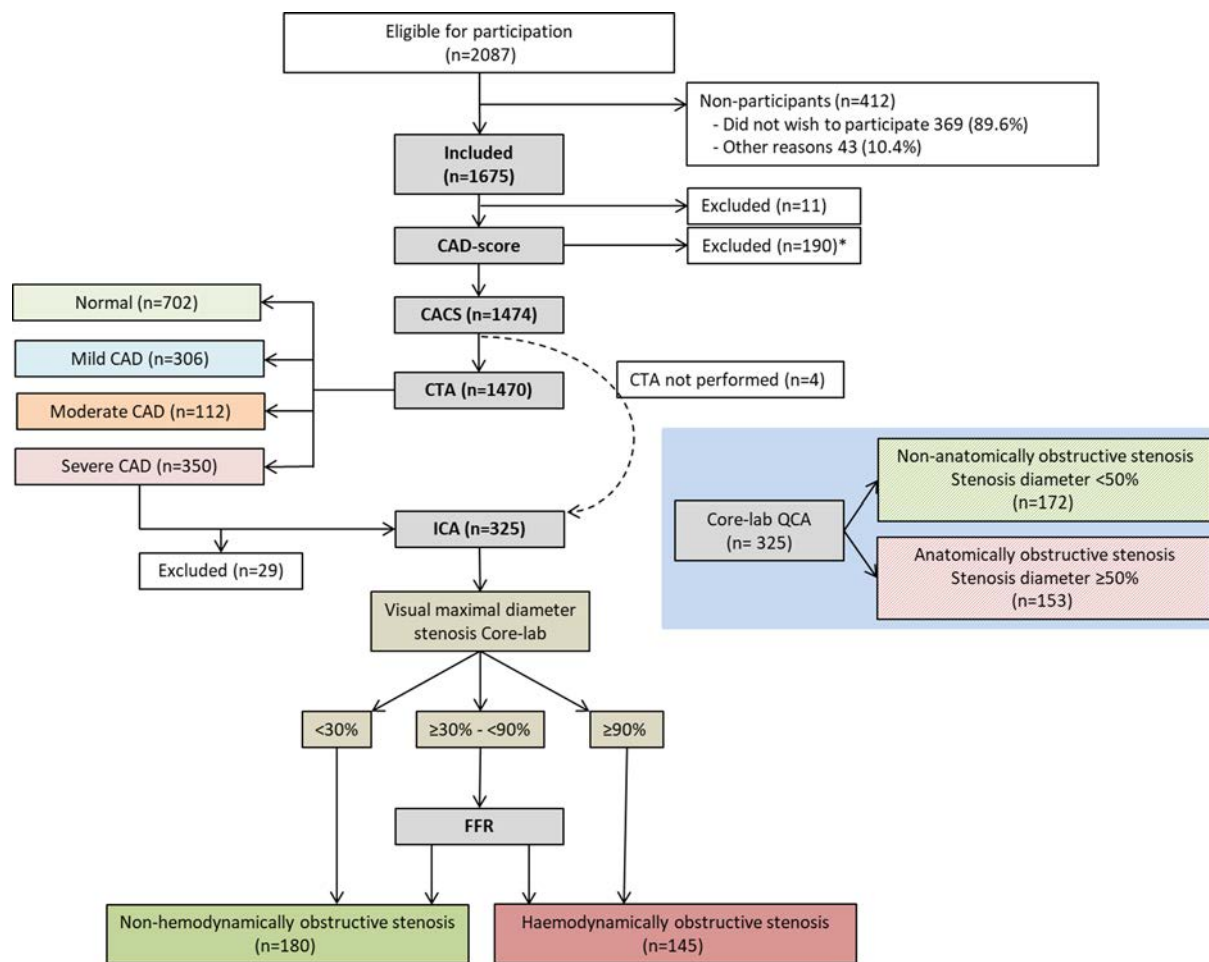 Eligible for participation
(n=2087)
Non-participants (n=412)
- Did not wish to participate 369 (89.6%)
- Other reasons 43 (10.4%)
Included
(n=1675)
Excluded (n=11)
CAD-score
Excluded (n=190)*
Normal (n=702)
CACS (n=1474)
Mild CAD (n=306)
CTA (n=1470)
CTA not performed (n=4)
Moderate CAD (n=112)
Severe CAD (n=350)
Non-anatomically obstructive stenosis
Stenosis diameter <50%
(n=172)
Core-lab QCA
(n= 325)
Anatomically obstructive stenosis
Stenosis diameter ≥50%
(n=153)
ICA (n=325)
Excluded (n=29)
Visual maximal diameter
stenosis Core-lab
<30%
≥30% - <90%
≥90%
FFR
Non-hemodynamically obstructive stenosis
(n=180)
Haemodynamically obstructive stenosis
(n=145)